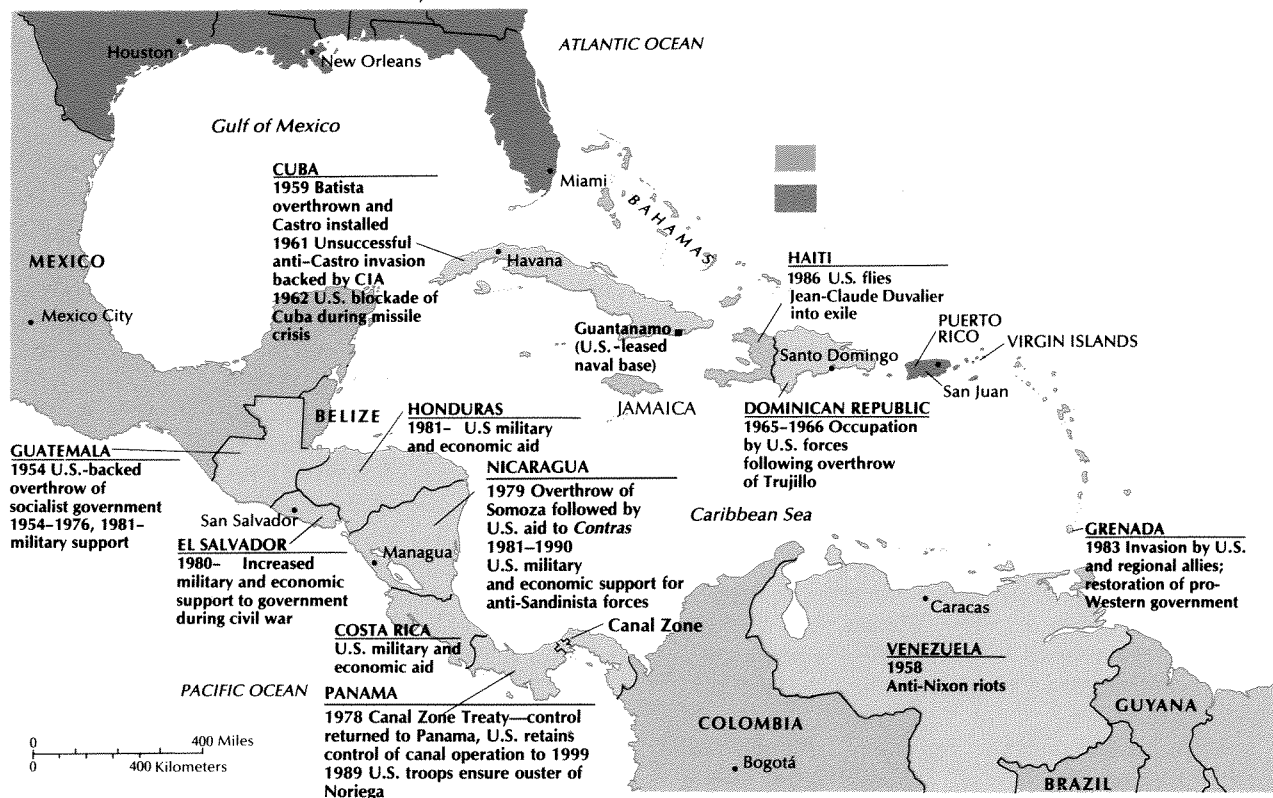 Houston
New Orleans
ATLANTIC OCEAN
Gulf of Mexico
Miami
BAHAMAS
CUBA
1959 Batista
overthrown and
Castro installed
1961 Unsuccessful
anti-Castro invasion
backed by CIA
1962 U.S. blockade of
Cuba during missile
crisis
Havana
MEXICO
Mexico City
HAITI
1986 U.S. flies
Jean-Claude Duvalier
into exile
Guantanamo
(U.S.-leased
naval base)
Santo Domingo
PUERTO
RICO
VIRGIN ISLANDS
San Juan
JAMAICA
DOMINICAN REPUBLIC
1965–1966 Occupation
by U.S. forces
following overthrow
of Trujillo
BELIZE
HONDURAS
1981– U.S military
and economic aid
GUATEMALA
1954 U.S.-backed
overthrow of
socialist government
1954–1976, 1981–
military support
NICARAGUA
1979 Overthrow of
Somoza followed by
U.S. aid to Contras
1981–1990
U.S. military
and economic support for
anti-Sandinista forces
San Salvador
Managua
EL SALVADOR
1980– Increased
military and economic
support to government
during civil war
Caribbean Sea
GRENADA
1983 Invasion by U.S.
and regional allies;
restoration of pro-
Western government
Caracas
COSTA RICA
U.S. military and
economic aid
Canal Zone
VENEZUELA
1958
Anti-Nixon riots
PACIFIC OCEAN
PANAMA
1978 Canal Zone Treaty—control
returned to Panama, U.S. retains
control of canal operation to 1999
1989 U.S. troops ensure ouster of
Noriega
COLOMBIA
Bogotá
GUYANA
BRAZIL
0 400 Miles
0 400 Kilometers